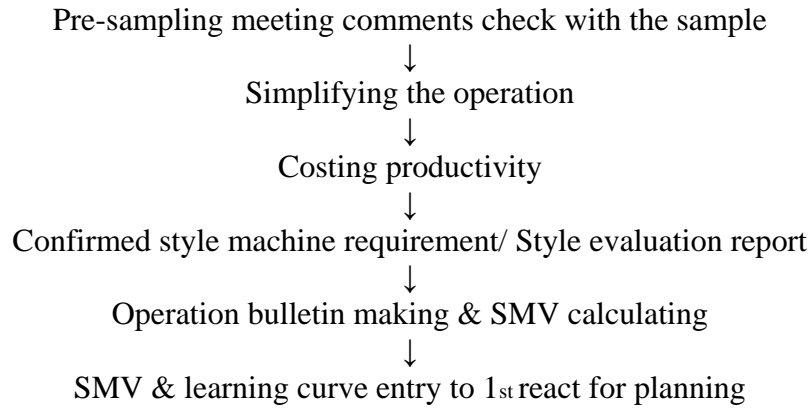 Pre-sampling meeting comments check with the sample
↓
Simplifying the operation
↓
Costing productivity
↓
Confirmed style machine requirement/ Style evaluation report
↓
Operation bulletin making & SMV calculating
↓
SMV & learning curve entry to 1st react for planning